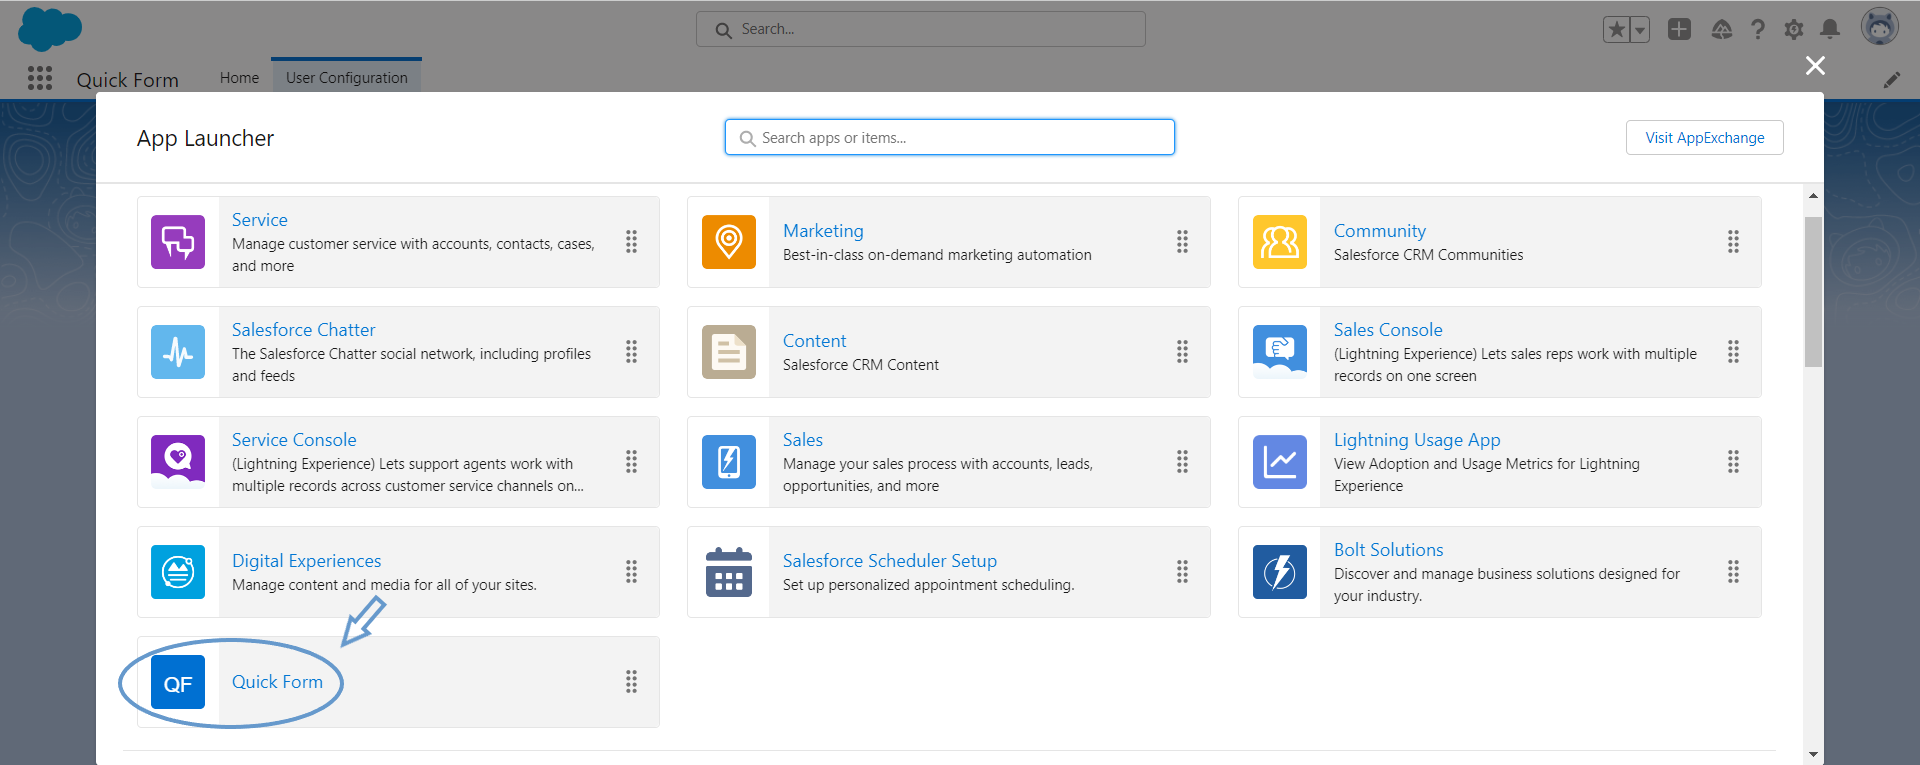 Search...
Quick Form
Home
User Configuration
App Launcher
Search apps or items...
Visit AppExchange
Service
Manage customer service with accounts, contacts, cases,
and more
Marketing
Best-in-class on-demand marketing automation
Community
Salesforce CRM Communities
Salesforce Chatter
The Salesforce Chatter social network, including profiles
and feeds
Content
Salesforce CRM Content
Sales Console
(Lightning Experience) Lets sales reps work with multiple
records on one screen
Service Console
(Lightning Experience) Lets support agents work with
multiple records across customer service channels on...
Sales
Manage your sales process with accounts, leads,
opportunities, and more
Lightning Usage App
View Adoption and Usage Metrics for Lightning
Experience
Digital Experiences
Manage content and media for all of your sites.
Salesforce Scheduler Setup
Set up personalized appointment scheduling.
Bolt Solutions
Discover and manage business solutions designed for
your industry.
QF
Quick Form